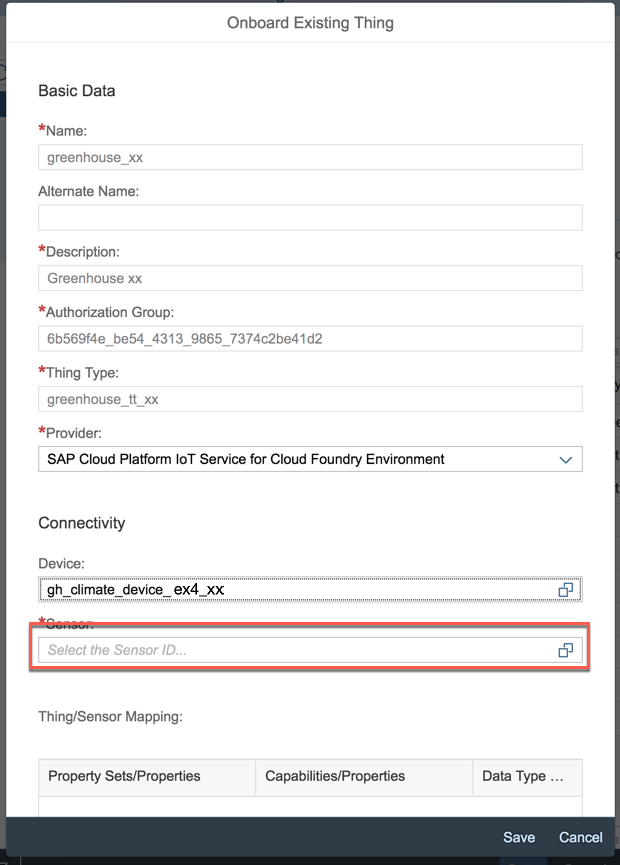 Onboard Existing Thing
Basic Data
*Name:
greenhouse_xx
Alternate Name:
*Description:
Greenhouse xx
*Authorization Group:
6b569f4e_be54_4313_9865_7374c2be41d2
*Thing Type:
greenhouse_tt_xx
*Provider:
SAP Cloud Platform IoT Service for Cloud Foundry Environment
Connectivity
Device:
gh_climate_device_ ex4_xx
*Sensor:
Select the Sensor ID...
Thing/Sensor Mapping:
Property Sets/Properties Capabilities/Properties Data Type ...
Save Cancel